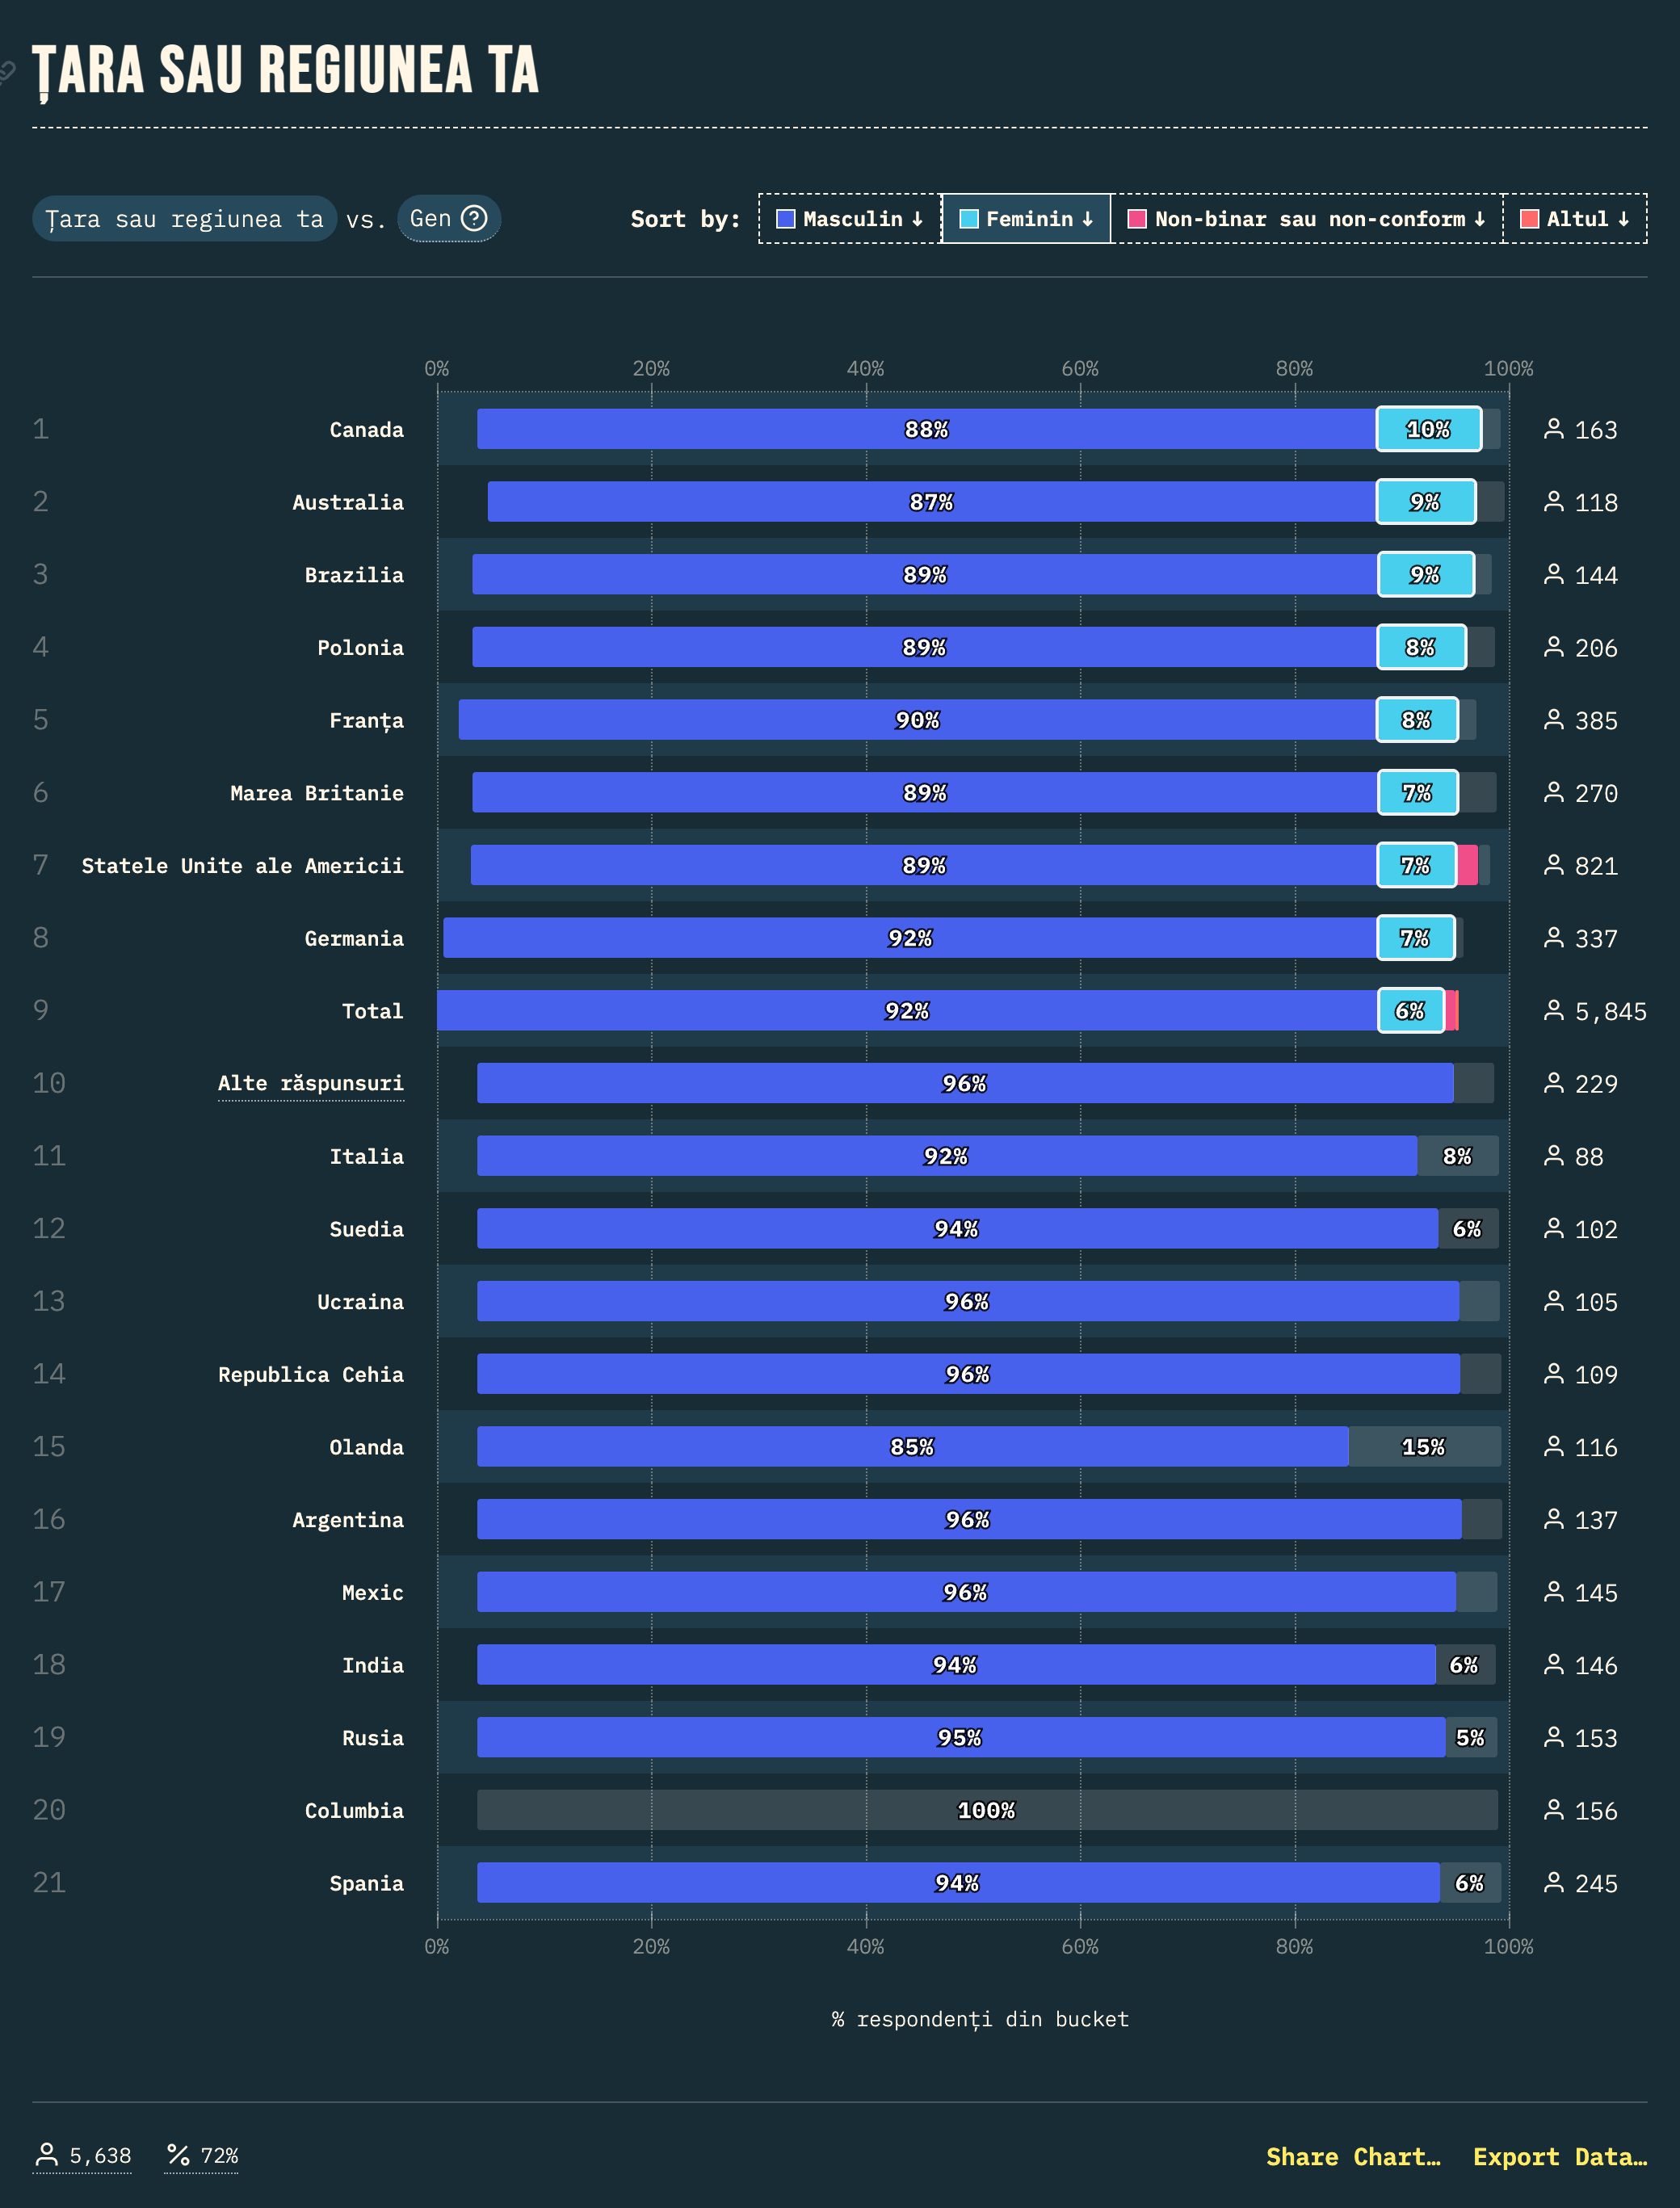 ȚARA SAU REGIUNEA TA
Țara sau regiunea ta vs. Gen ? Sort by: Masculin ↓ Feminin ↓ Non-binar sau non-conform ↓ Altul ↓
0% 20% 40% 60% 80% 100%
1 Canada 88% 10% 163
2 Australia 87% 9% 118
3 Brazilia 89% 9% 144
4 Polonia 89% 8% 206
5 Franța 90% 8% 385
6 Marea Britanie 89% 7% 270
7 Statele Unite ale Americii 89% 7% 821
8 Germania 92% 7% 337
9 Total 92% 6% 5,845
10 Alte răspunsuri 96% 229
11 Italia 92% 8% 88
12 Suedia 94% 6% 102
13 Ucraina 96% 105
14 Republica Cehia 96% 109
15 Olanda 85% 15% 116
16 Argentina 96% 137
17 Mexic 96% 145
18 India 94% 6% 146
19 Rusia 95% 5% 153
20 Columbia 100% 156
21 Spania 94% 6% 245
0% 20% 40% 60% 80% 100%
% respondenți din bucket
5,638 % 72% Share Chart… Export Data…